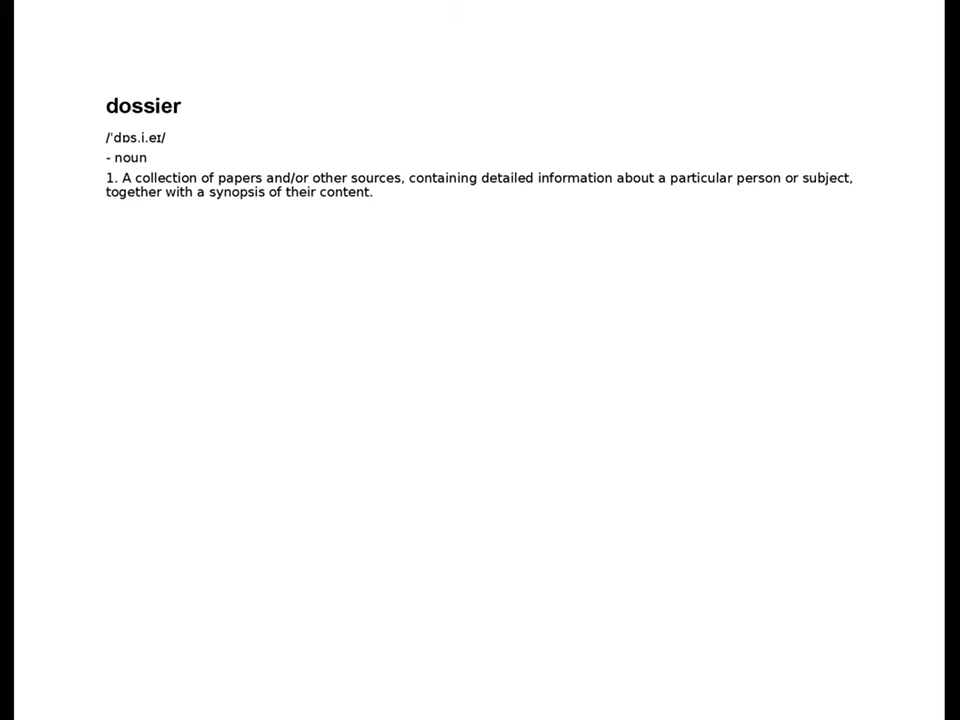 dossier
/ˈdɒs.i.eɪ/
- noun
1. A collection of papers and/or other sources, containing detailed information about a particular person or subject,
together with a synopsis of their content.